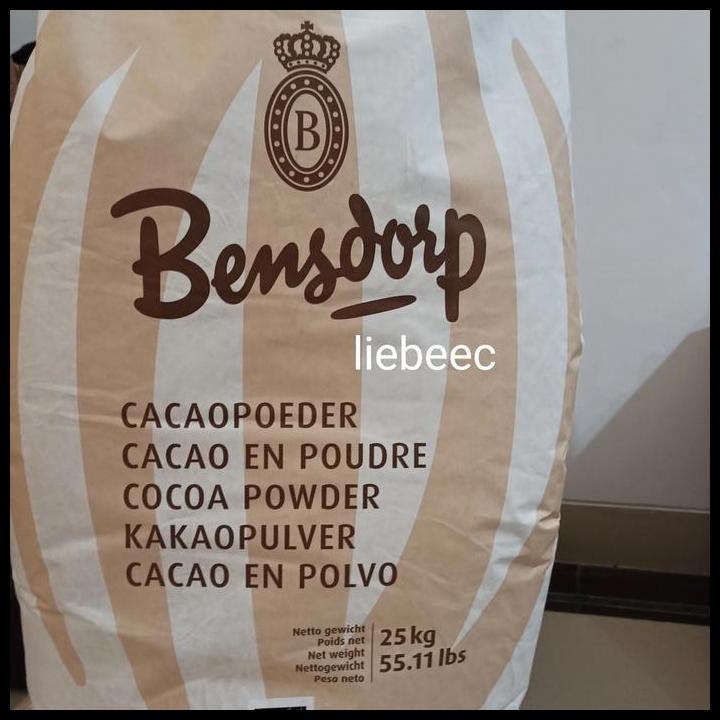 B
Bensdorp
liebeec
CACAOPOEDER
CACAO EN POUDRE
COCOA POWDER
KAKAOPULVER
CACAO EN POLVO
Netto gewicht
Poids net
Net weight
Nettogewicht
Peso neto
25 kg
55.11 lbs